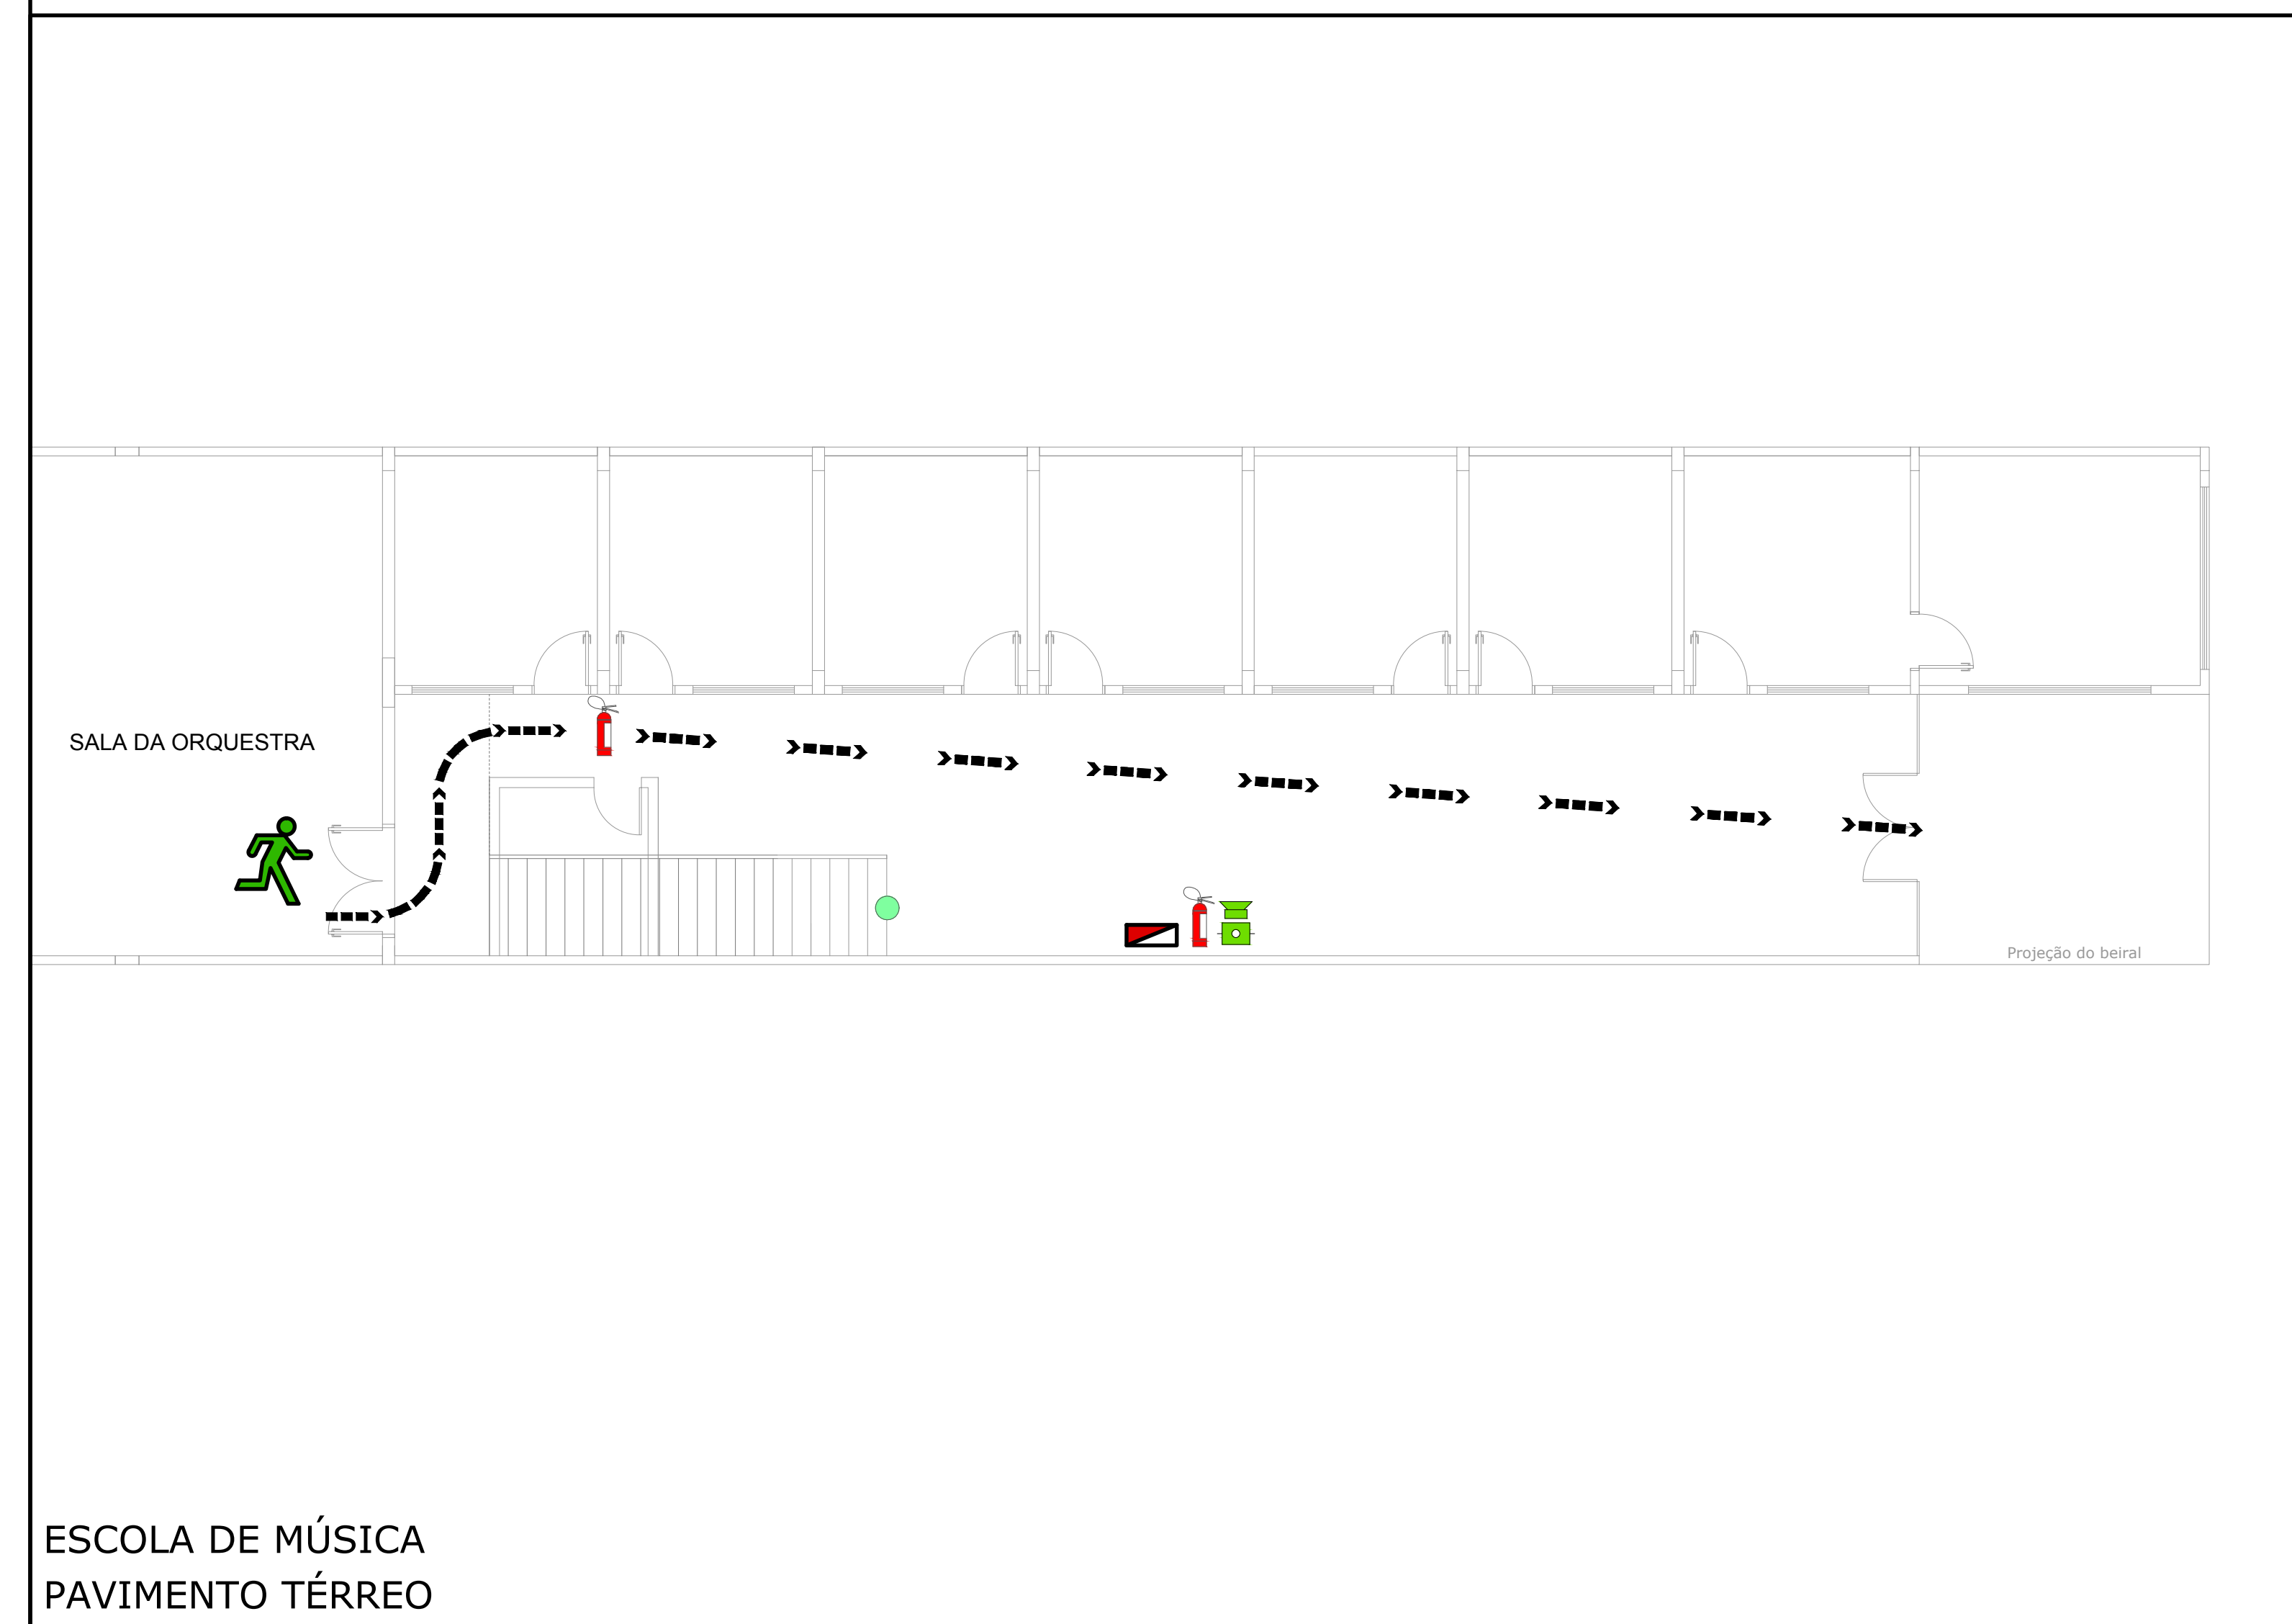 SALA DA ORQUESTRA
Projeção do beiral
ESCOLA DE MÚSICA
PAVIMENTO TÉRREO